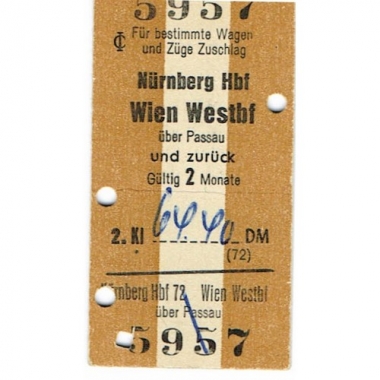 5957
Für bestimmte Wagen
und Züge Zuschlag
Nürnberg Hbf
Wien Westbf
über Passau
und zurück
Gültig 2 Monate
2. Kl 64.40 DM
(72)
Nürnberg Hbf 72 Wien Westbf
über Passau
5957